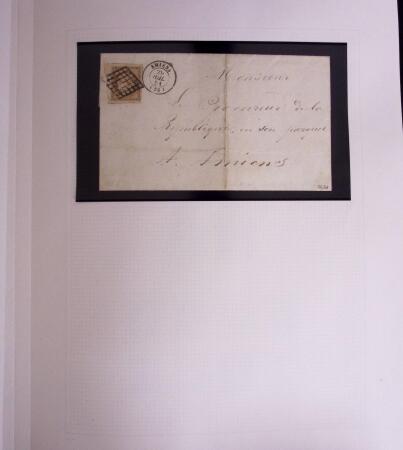 AMIENS
Monsieur
Le Procureur de la
République, en son parquet
A Amiens